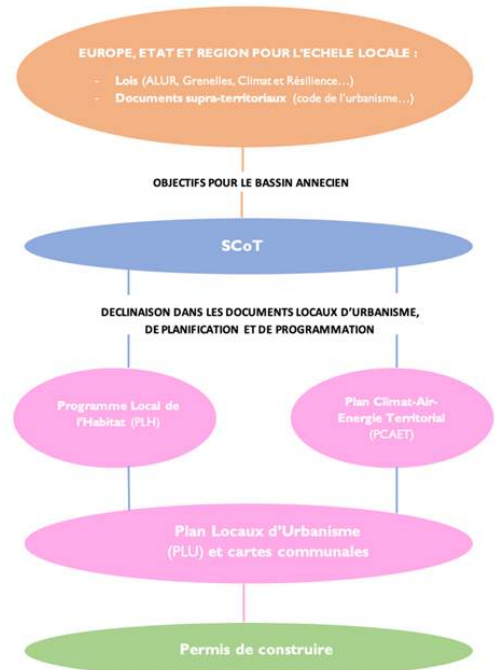 EUROPE, ETAT ET REGION POUR L'ECHELE LOCALE :
- Lois (ALUR, Grenelles, Climat et Résilience...)
- Documents supra-territoriaux (code de l'urbanisme...)
OBJECTIFS POUR LE BASSIN ANNECIEN
SCoT
DECLINAISON DANS LES DOCUMENTS LOCAUX D'URBANISME,
DE PLANIFICATION ET DE PROGRAMMATION
Programme Local de
l'Habitat (PLH)
Plan Climat-Air-
Energie Territorial
(PCAET)
Plan Locaux d'Urbanisme
(PLU) et cartes communales
Permis de construire